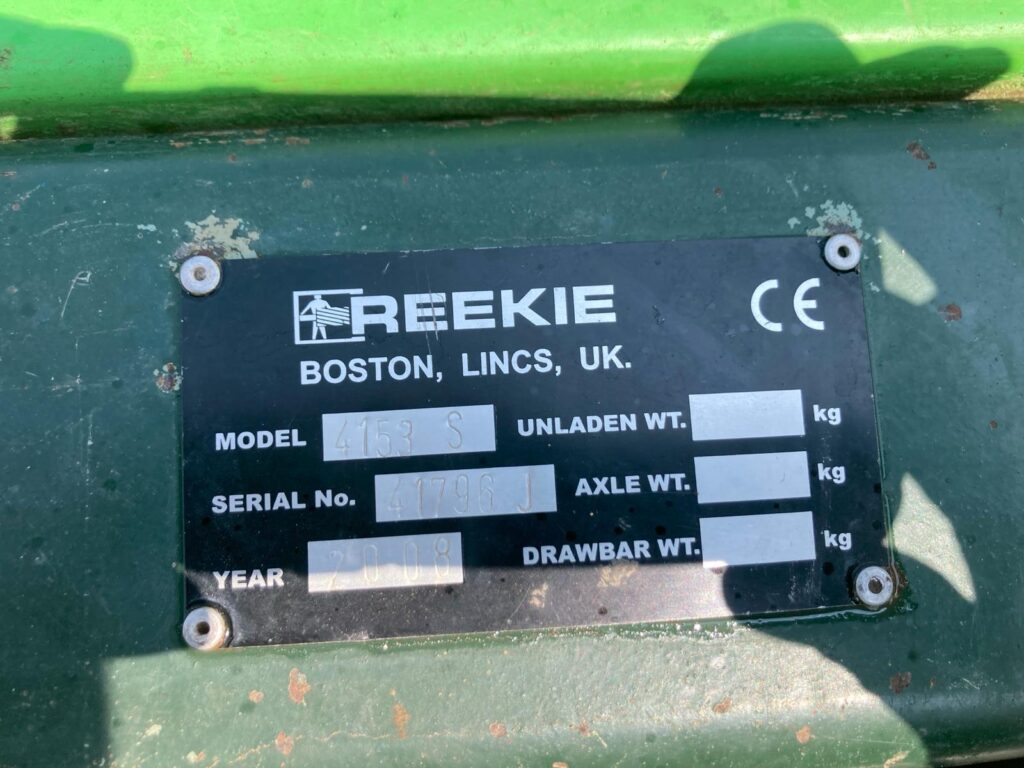 REEKIE
CE
BOSTON, LINCS, UK.
MODEL 4153 S
UNLADEN WT. kg
SERIAL No. 41796 J
AXLE WT. kg
YEAR 2008
DRAWBAR WT. kg